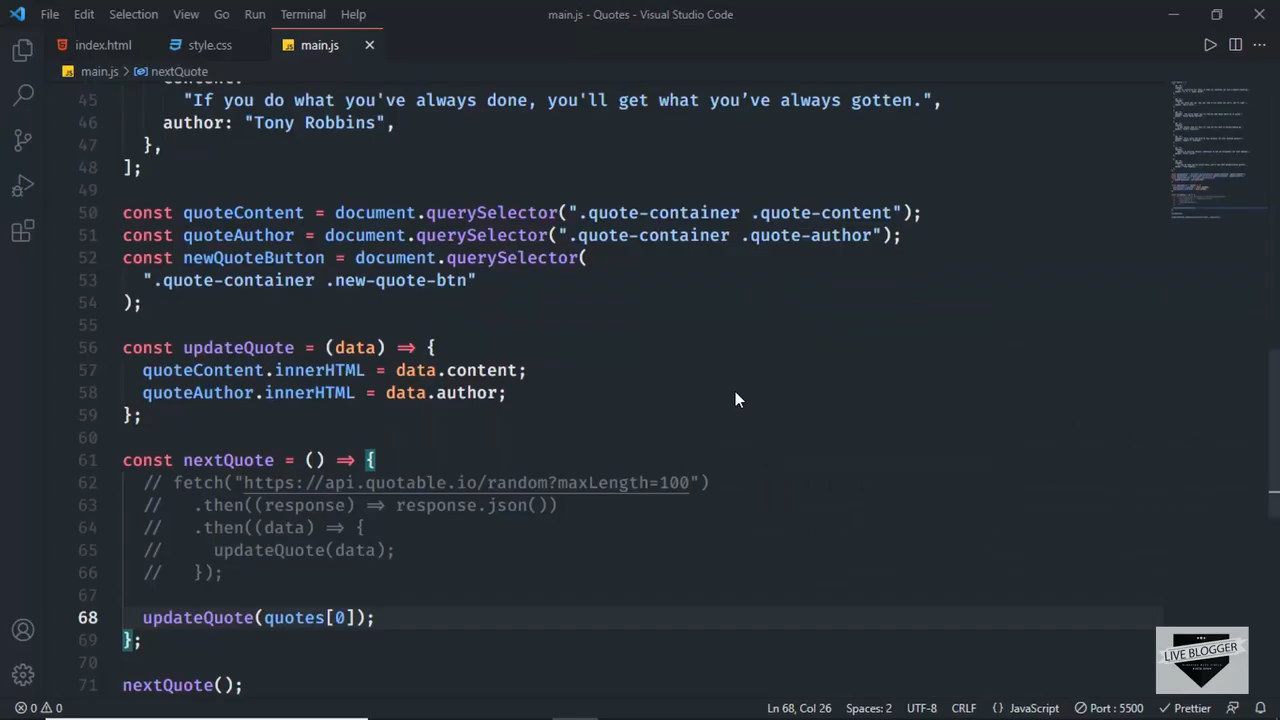 File Edit Selection View Go Run Terminal Help main.js - Quotes - Visual Studio Code
index.html style.css main.js
main.js > nextQuote
45 "If you do what you've always done, you'll get what you’ve always gotten.",
46 author: "Tony Robbins",
47 },
48 ];
49
50 const quoteContent = document.querySelector(".quote-container .quote-content");
51 const quoteAuthor = document.querySelector(".quote-container .quote-author");
52 const newQuoteButton = document.querySelector(
53 ".quote-container .new-quote-btn"
54 );
55
56 const updateQuote = (data) => {
57 quoteContent.innerHTML = data.content;
58 quoteAuthor.innerHTML = data.author;
59 };
60
61 const nextQuote = () => {
62 // fetch("https://api.quotable.io/random?maxLength=100")
63 // .then((response) => response.json())
64 // .then((data) => {
65 // updateQuote(data);
66 // });
67
68 updateQuote(quotes[0]);
69 };
70
71 nextQuote();
LIVE BLOGGER
0 0 Ln 68, Col 26 Spaces: 2 UTF-8 CRLF {} JavaScript Port : 5500 Prettier